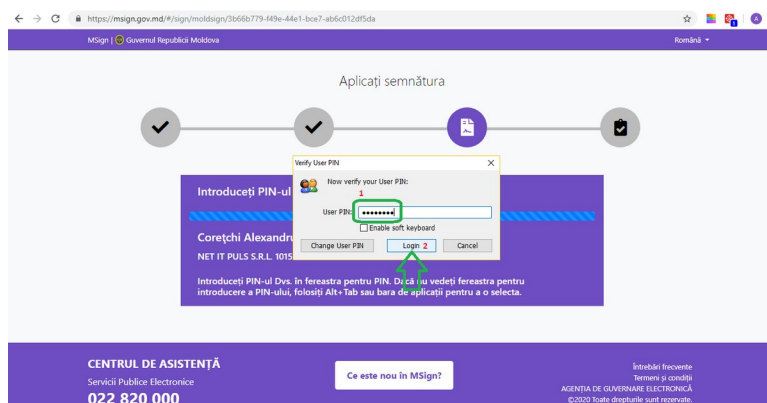 https://msign.gov.md/#/sign/moldsign/3b66b779-f49e-44e1-bce7-ab6c012df5da
MSign | Guvernul Republicii Moldova
Română
Aplicați semnătura
Verify User PIN
Now verify your User PIN:
1
User PIN:
Enable soft keyboard
Change User PIN
Login 2
Cancel
Introduceți PIN-ul
Corețchi Alexandru
NET IT PULS S.R.L. 1015
Introduceți PIN-ul Dvs. în fereastra pentru PIN. Dacă nu vedeți fereastra pentru
introducere a PIN-ului, folosiți Alt+Tab sau bara de aplicații pentru a o selecta.
CENTRUL DE ASISTENȚĂ
Servicii Publice Electronice
022 820 000
Ce este nou în MSign?
Întrebări frecvente
Termeni și condiții
AGENȚIA DE GUVERNARE ELECTRONICĂ
©2020 Toate drepturile sunt rezervate.